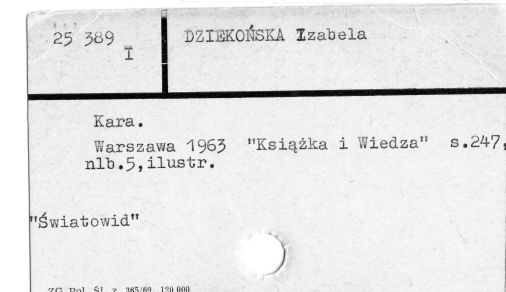 25 389
I
DZIEKOŃSKA Izabela
Kara.
Warszawa 1963 "Książka i Wiedza" s.247,
nlb.5,ilustr.
"Światowid"
ZG Pol. Śl. z. 365/69 120 000